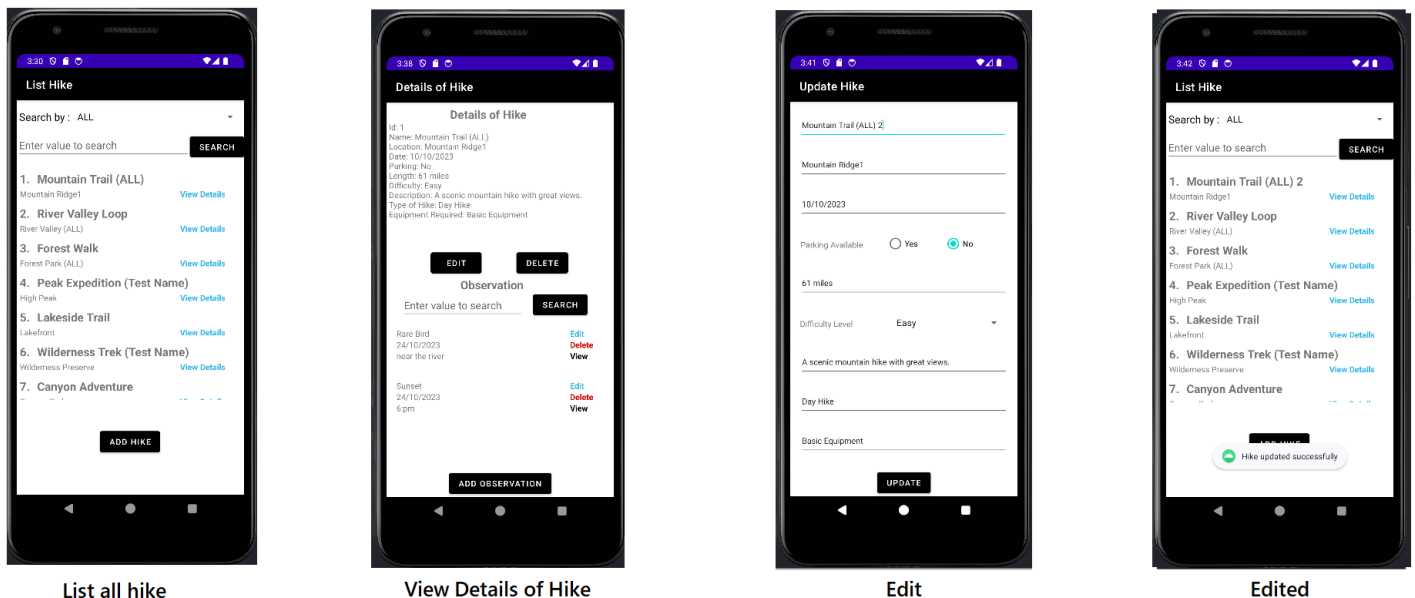 3:30
List Hike
Search by : ALL
Enter value to search SEARCH
1. Mountain Trail (ALL)
Mountain Ridge1 View Details
2. River Valley Loop
River Valley (ALL) View Details
3. Forest Walk
Forest Park (ALL) View Details
4. Peak Expedition (Test Name)
High Peak View Details
5. Lakeside Trail
Lakefront View Details
6. Wilderness Trek (Test Name)
Wilderness Preserve View Details
7. Canyon Adventure
ADD HIKE
List all hike
3:38
Details of Hike
Details of Hike
Id: 1
Name: Mountain Trail (ALL)
Location: Mountain Ridge1
Date: 10/10/2023
Parking: No
Length: 61 miles
Difficulty: Easy
Description: A scenic mountain hike with great views.
Type of Hike: Day Hike
Equipment Required: Basic Equipment
EDIT DELETE
Observation
Enter value to search SEARCH
Rare Bird Edit
24/10/2023 Delete
near the river View
Sunset Edit
24/10/2023 Delete
6:pm View
ADD OBSERVATION
View Details of Hike
3:41
Update Hike
Mountain Trail (ALL) 2
Mountain Ridge1
10/10/2023
Parking Available Yes No
61 miles
Difficulty Level Easy
A scenic mountain hike with great views.
Day Hike
Basic Equipment
UPDATE
Edit
3:42
List Hike
Search by : ALL
Enter value to search SEARCH
1. Mountain Trail (ALL) 2
Mountain Ridge1 View Details
2. River Valley Loop
River Valley (ALL) View Details
3. Forest Walk
Forest Park (ALL) View Details
4. Peak Expedition (Test Name)
High Peak View Details
5. Lakeside Trail
Lakefront View Details
6. Wilderness Trek (Test Name)
Wilderness Preserve View Details
7. Canyon Adventure
ADD HIKE
Hike updated successfully
Edited